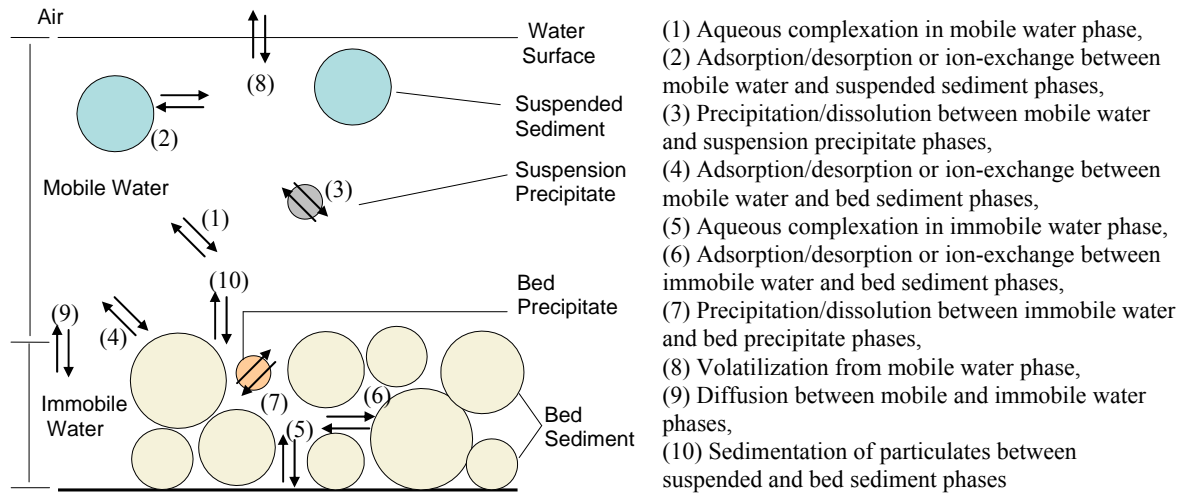 Air
Water
Surface
(8)
Suspended
Sediment
(2)
Mobile Water
Suspension
Precipitate
(3)
(1)
(10)
Bed
Precipitate
(9)
(4)
Immobile
Water
(7)
(6)
(5)
Bed
Sediment
(1) Aqueous complexation in mobile water phase,
(2) Adsorption/desorption or ion-exchange between
mobile water and suspended sediment phases,
(3) Precipitation/dissolution between mobile water
and suspension precipitate phases,
(4) Adsorption/desorption or ion-exchange between
mobile water and bed sediment phases,
(5) Aqueous complexation in immobile water phase,
(6) Adsorption/desorption or ion-exchange between
immobile water and bed sediment phases,
(7) Precipitation/dissolution between immobile water
and bed precipitate phases,
(8) Volatilization from mobile water phase,
(9) Diffusion between mobile and immobile water
phases,
(10) Sedimentation of particulates between
suspended and bed sediment phases